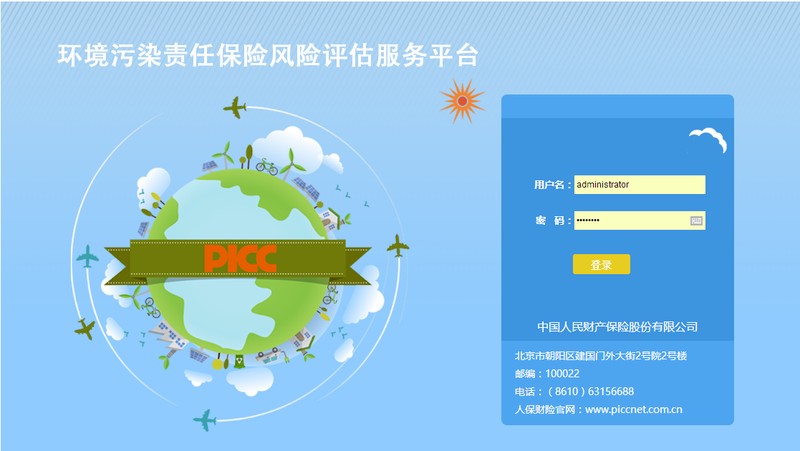 环境污染责任保险风险评估服务平台
PICC
用户名：administrator
密 码：••••••••
登录
中国人民财产保险股份有限公司
北京市朝阳区建国门外大街2号院2号楼
邮编：100022
电话：（8610）63156688
人保财险官网：www.piccnet.com.cn